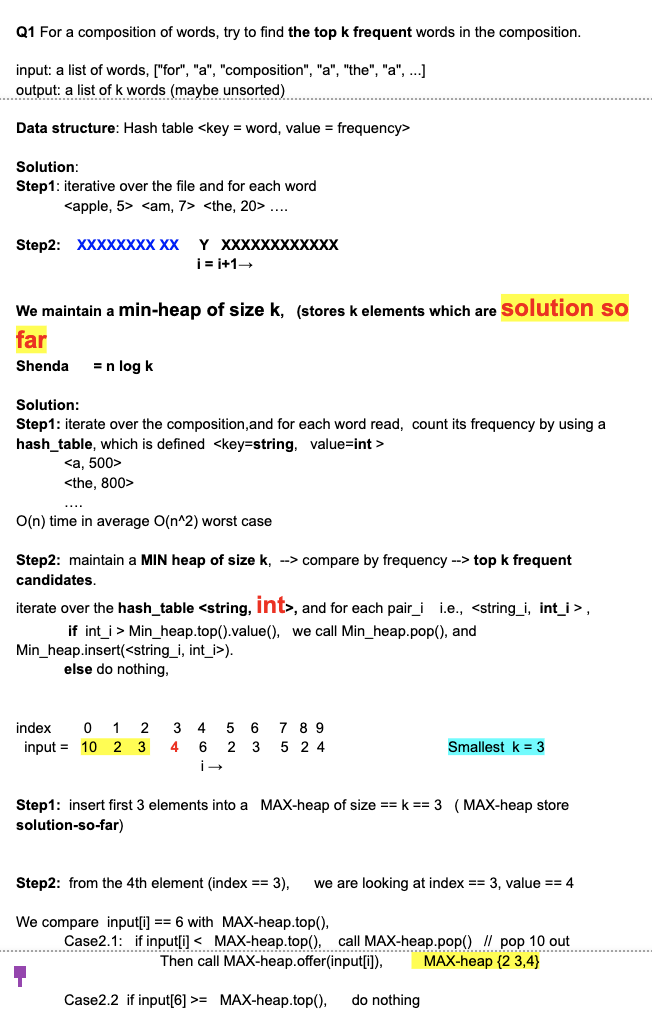 Q1 For a composition of words, try to find the top k frequent words in the composition.
input: a list of words, ["for", "a", "composition", "a", "the", "a", ...]
output: a list of k words (maybe unsorted)
Data structure: Hash table <key = word, value = frequency>
Solution:
Step1: iterative over the file and for each word
<apple, 5> <am, 7> <the, 20> ….
Step2: XXXXXXXX XX Y XXXXXXXXXXXX
i = i+1→
We maintain a min-heap of size k, (stores k elements which are solution so
far
Shenda = n log k
Solution:
Step1: iterate over the composition,and for each word read, count its frequency by using a
hash_table, which is defined <key=string, value=int >
<a, 500>
<the, 800>
….
O(n) time in average O(n^2) worst case
Step2: maintain a MIN heap of size k, --> compare by frequency --> top k frequent
candidates.
iterate over the hash_table <string, int>, and for each pair_i i.e., <string_i, int_i > ,
if int_i > Min_heap.top().value(), we call Min_heap.pop(), and
Min_heap.insert(<string_i, int_i>).
else do nothing,
index 0 1 2 3 4 5 6 7 8 9
input = 10 2 3 4 6 2 3 5 2 4 Smallest k = 3
i →
Step1: insert first 3 elements into a MAX-heap of size == k == 3 ( MAX-heap store
solution-so-far)
Step2: from the 4th element (index == 3), we are looking at index == 3, value == 4
We compare input[i] == 6 with MAX-heap.top(),
Case2.1: if input[i] < MAX-heap.top(), call MAX-heap.pop() // pop 10 out
Then call MAX-heap.offer(input[i]), MAX-heap {2 3,4}
Case2.2 if input[6] >= MAX-heap.top(), do nothing